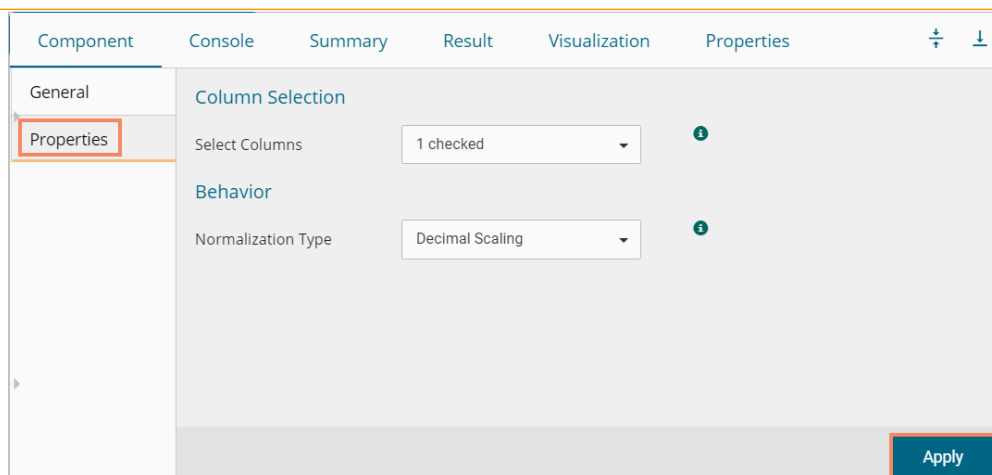 Component Console Summary Result Visualization Properties
General
Properties
Column Selection
Select Columns 1 checked
Behavior
Normalization Type Decimal Scaling
Apply